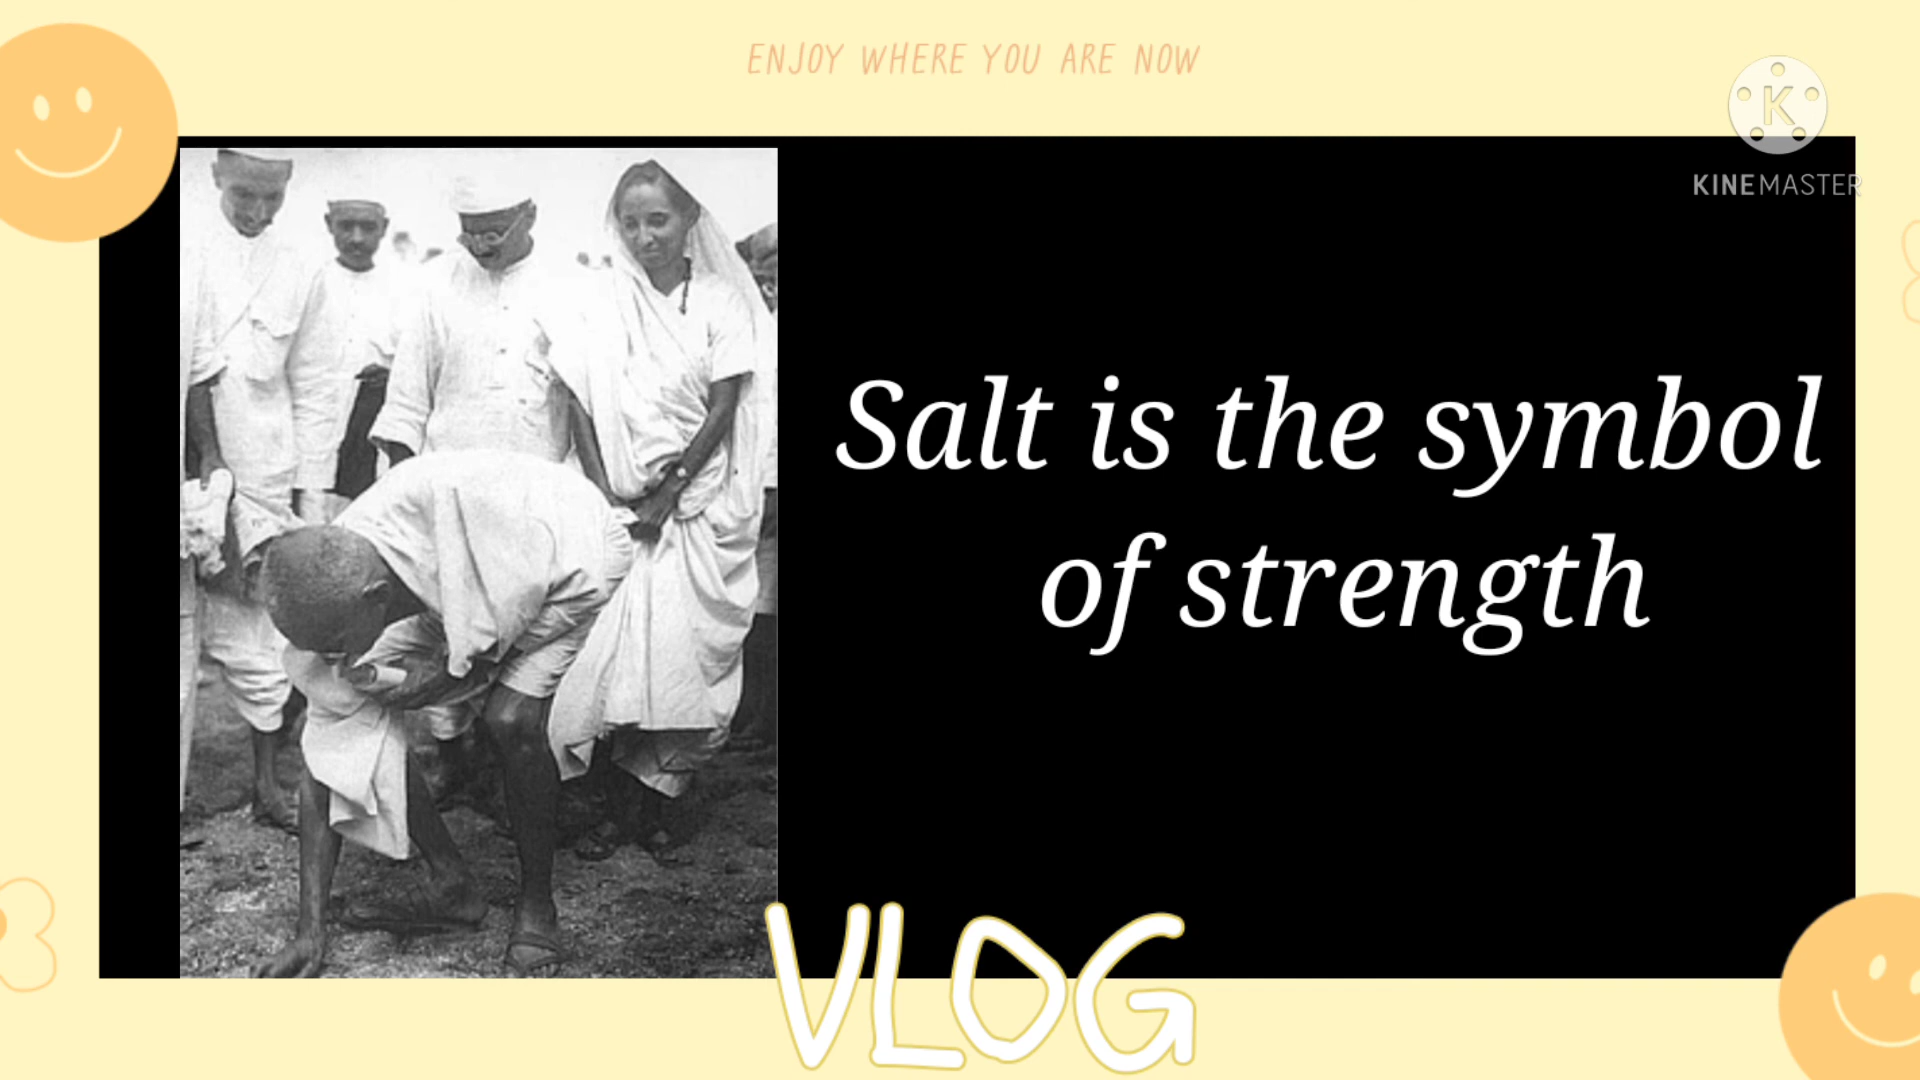 ENJOY WHERE YOU ARE NOW
K
KINEMASTER
Salt is the symbol
of strength
VLOG